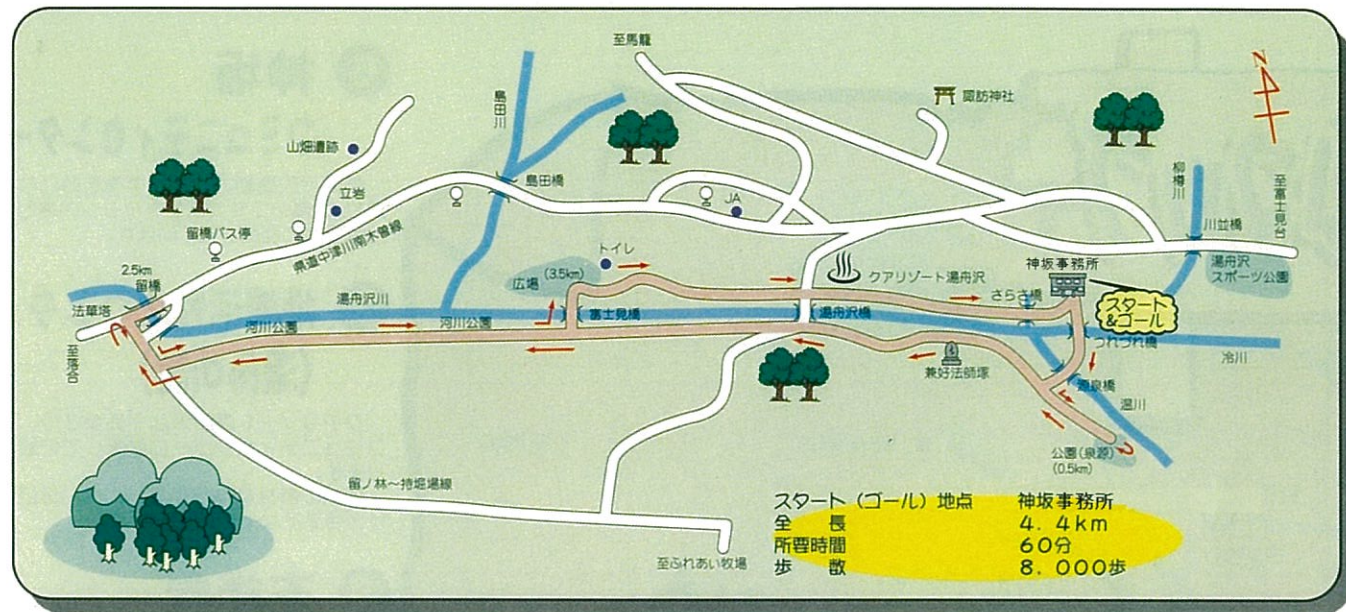 至馬籠
N
諏訪神社
島田川
山畑遺跡
立岩
島田橋
JA
柳樽川
至富士見台
川並橋
留橋バス停
県道中津川南木曽線
トイレ
広場
(3.5km)
クアリゾート湯舟沢
神坂事務所
湯舟沢
スポーツ公園
2.5km
留橋
法華塔
湯舟沢川
さらさ橋
スタート
&ゴール
河川公園
河川公園
富士見橋
湯舟沢橋
つれづれ橋
至落合
兼好法師塚
冷川
源泉橋
温川
公園(泉源)
(0.5km)
留ノ林～持堀場線
至ふれあい牧場
スタート(ゴール)地点 神坂事務所
全 長 4.4km
所要時間 60分
歩 数 8.000歩